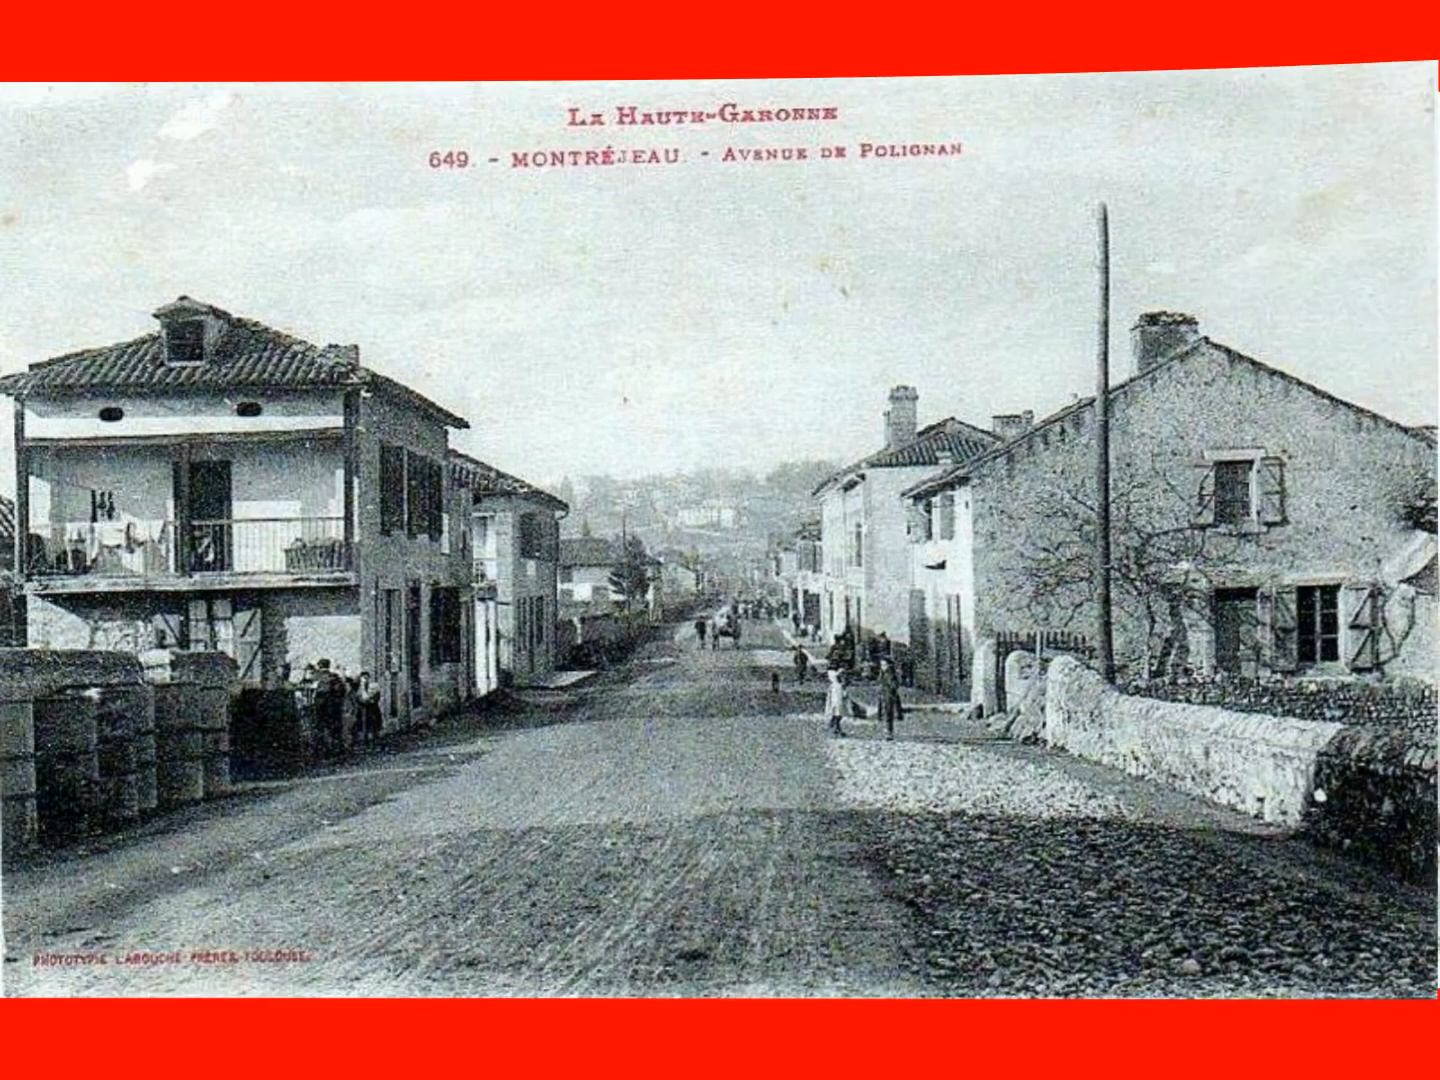 LA HAUTE-GARONNE
649. - MONTRÉJEAU. - AVENUE DE POLIGNAN
PHOTOTYPIE LABOUCHE FRÈRES, TOULOUSE.